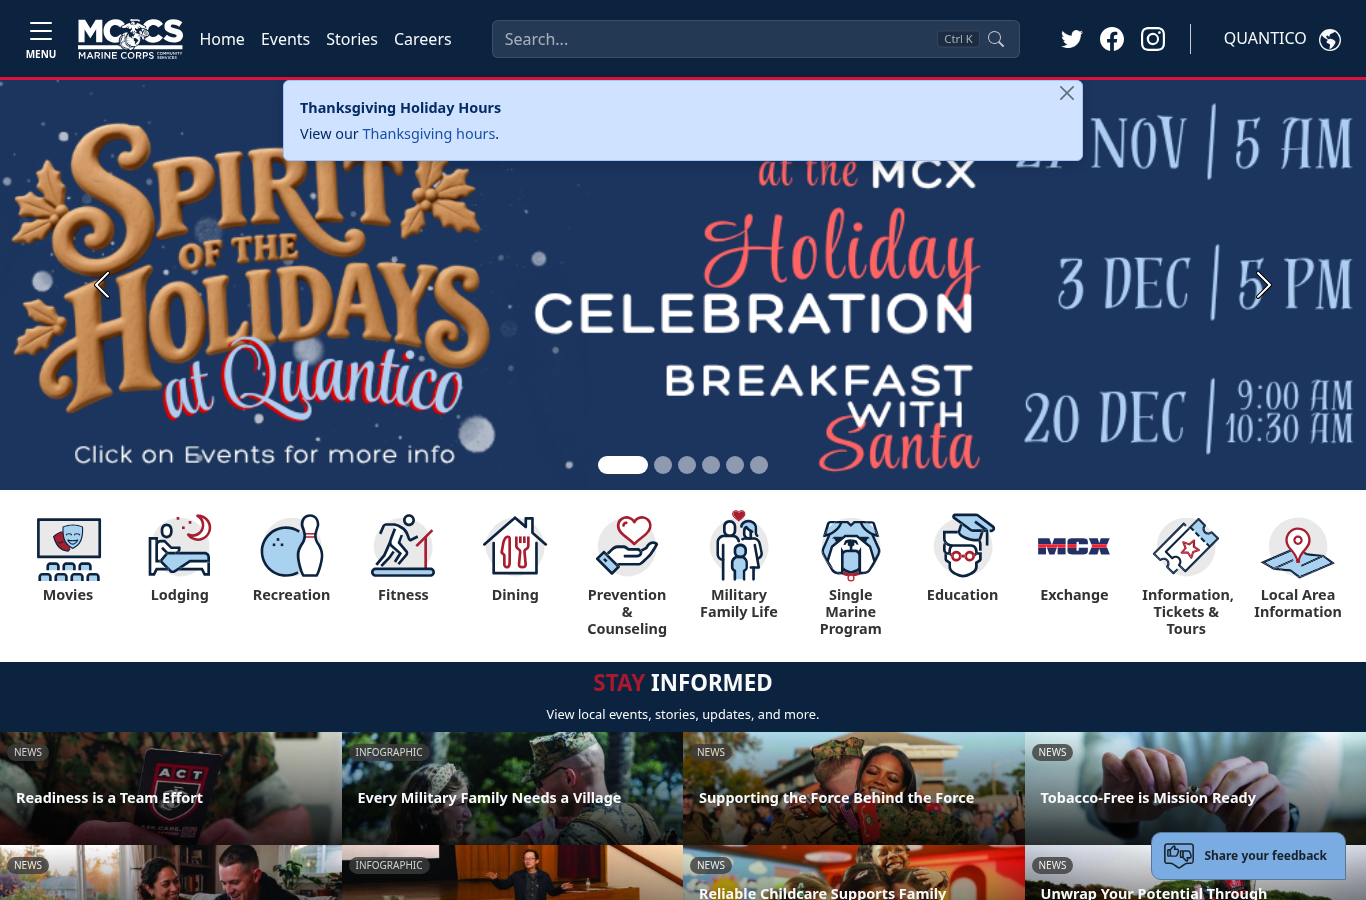 MENU
MCCS
MARINE CORPS COMMUNITY SERVICES
Home
Events
Stories
Careers
Search...
Ctrl K
QUANTICO
Thanksgiving Holiday Hours
View our Thanksgiving hours.
SPIRIT
OF THE
HOLIDAYS
at Quantico
Click on Events for more info
NOV | 5 AM
at the MCX
Holiday
CELEBRATION
3 DEC | 5 PM
BREAKFAST
WITH
Santa
20 DEC | 9:00 AM
10:30 AM
Movies
Lodging
Recreation
Fitness
Dining
Prevention
&
Counseling
Military
Family Life
Single
Marine
Program
Education
MCX
Exchange
Information,
Tickets &
Tours
Local Area
Information
STAY INFORMED
View local events, stories, updates, and more.
NEWS
ACT
Readiness is a Team Effort
INFOGRAPHIC
Every Military Family Needs a Village
NEWS
Supporting the Force Behind the Force
NEWS
Tobacco-Free is Mission Ready
NEWS
INFOGRAPHIC
NEWS
Reliable Childcare Supports Family
NEWS
Unwrap Your Potential Through
Share your feedback